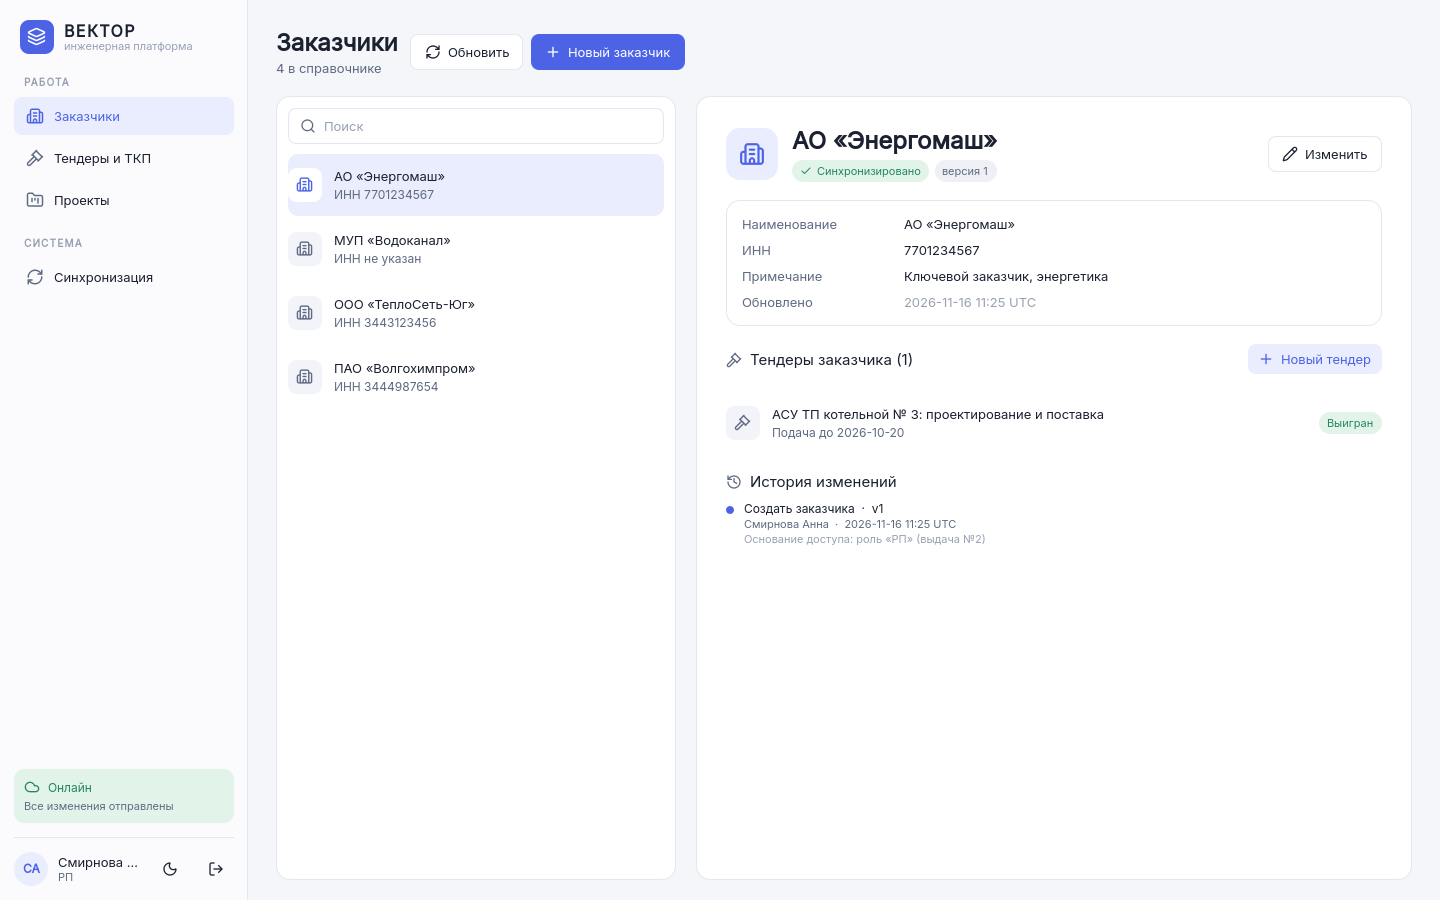 ВЕКТОР
инженерная платформа
РАБОТА
Заказчики
Тендеры и ТКП
Проекты
СИСТЕМА
Синхронизация
Онлайн
Все изменения отправлены
СА
Смирнова ...
РП
Заказчики
4 в справочнике
Обновить
Новый заказчик
Поиск
АО «Энергомаш»
ИНН 7701234567
МУП «Водоканал»
ИНН не указан
ООО «ТеплоСеть-Юг»
ИНН 3443123456
ПАО «Волгохимпром»
ИНН 3444987654
АО «Энергомаш»
Синхронизировано
версия 1
Изменить
Наименование АО «Энергомаш»
ИНН 7701234567
Примечание Ключевой заказчик, энергетика
Обновлено 2026-11-16 11:25 UTC
Тендеры заказчика (1)
Новый тендер
АСУ ТП котельной № 3: проектирование и поставка
Подача до 2026-10-20
Выигран
История изменений
Создать заказчика · v1
Смирнова Анна · 2026-11-16 11:25 UTC
Основание доступа: роль «РП» (выдача №2)